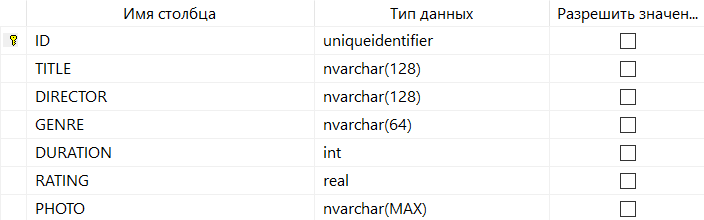 Имя столбца Тип данных Разрешить значен...
ID uniqueidentifier
TITLE nvarchar(128)
DIRECTOR nvarchar(128)
GENRE nvarchar(64)
DURATION int
RATING real
PHOTO nvarchar(MAX)